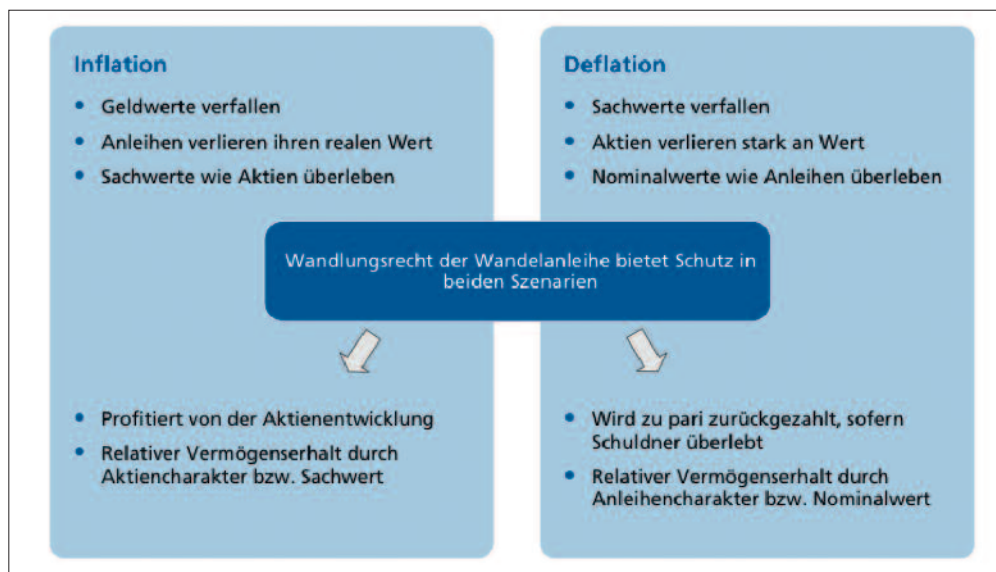 Inflation
• Geldwerte verfallen
• Anleihen verlieren ihren realen Wert
• Sachwerte wie Aktien überleben
Deflation
• Sachwerte verfallen
• Aktien verlieren stark an Wert
• Nominalwerte wie Anleihen überleben
Wandlungsrecht der Wandelanleihe bietet Schutz in
beiden Szenarien
• Profitiert von der Aktienentwicklung
• Relativer Vermögenserhalt durch
Aktiencharakter bzw. Sachwert
• Wird zu pari zurückgezahlt, sofern
Schuldner überlebt
• Relativer Vermögenserhalt durch
Anleihencharakter bzw. Nominalwert